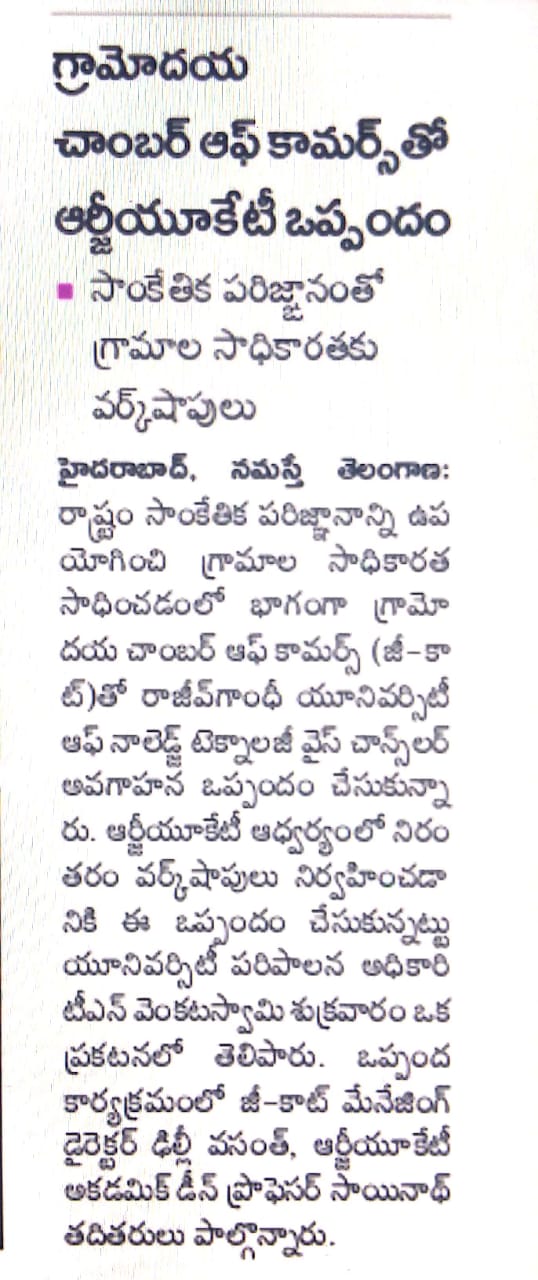 గ్రామోదయ
చాంబర్ ఆఫ్ కామర్స్‌తో
ఆర్జీయూకేటీ ఒప్పందం
సాంకేతిక పరిజ్ఞానంతో
గ్రామాల సాధికారతకు
వర్క్‌షాపులు
హైదరాబాద్, నమస్తే తెలంగాణ:
రాష్ట్రం సాంకేతిక పరిజ్ఞానాన్ని ఉప
యోగించి గ్రామాల సాధికారత
సాధించడంలో భాగంగా గ్రామో
దయ చాంబర్ ఆఫ్ కామర్స్ (జీ-కా
ట్)తో రాజీవ్‌గాంధీ యూనివర్సిటీ
ఆఫ్ నాలెడ్జ్ టెక్నాలజీ వైస్ చాన్స్‌లర్
అవగాహన ఒప్పందం చేసుకున్నా
రు. ఆర్జీయూకేటీ ఆధ్వర్యంలో నిరం
తరం వర్క్‌షాపులు నిర్వహించడా
నికి ఈ ఒప్పందం చేసుకున్నట్టు
యూనివర్సిటీ పరిపాలన అధికారి
టీఎన్ వెంకటస్వామి శుక్రవారం ఒక
ప్రకటనలో తెలిపారు. ఒప్పంద
కార్యక్రమంలో జీ-కాట్ మేనేజింగ్
డైరెక్టర్ ఢిల్లీ వసంత్, ఆర్జీయూకేటీ
అకడమిక్ డీన్ ప్రొఫెసర్ సాయినాథ్
తదితరులు పాల్గొన్నారు.